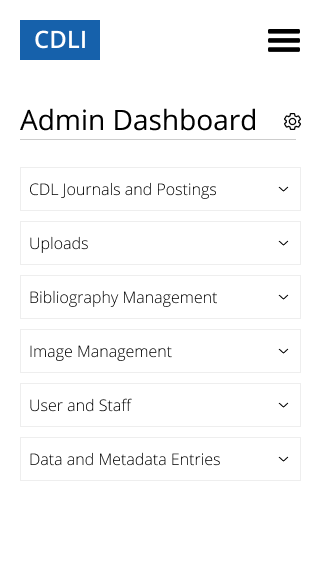 CDLI
Admin Dashboard
CDL Journals and Postings
Uploads
Bibliography Management
Image Management
User and Staff
Data and Metadata Entries